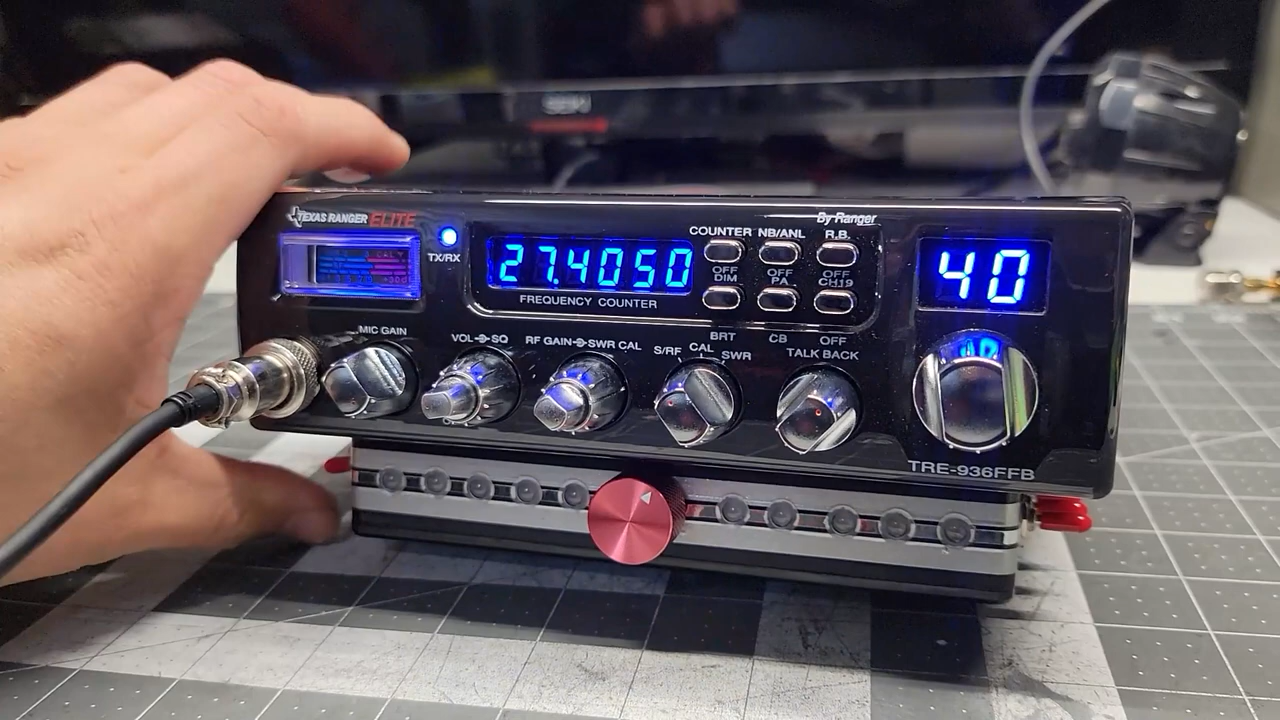 TEXAS RANGER ELITE
By Ranger
TX/RX
27.4050
FREQUENCY COUNTER
COUNTER NB/ANL R.B.
OFF OFF OFF
DIM PA CH19
BRT CB OFF
40
MIC GAIN
VOL SQ
RF GAIN SWR CAL
S/RF CAL SWR
TALK BACK
TRE-936FFB